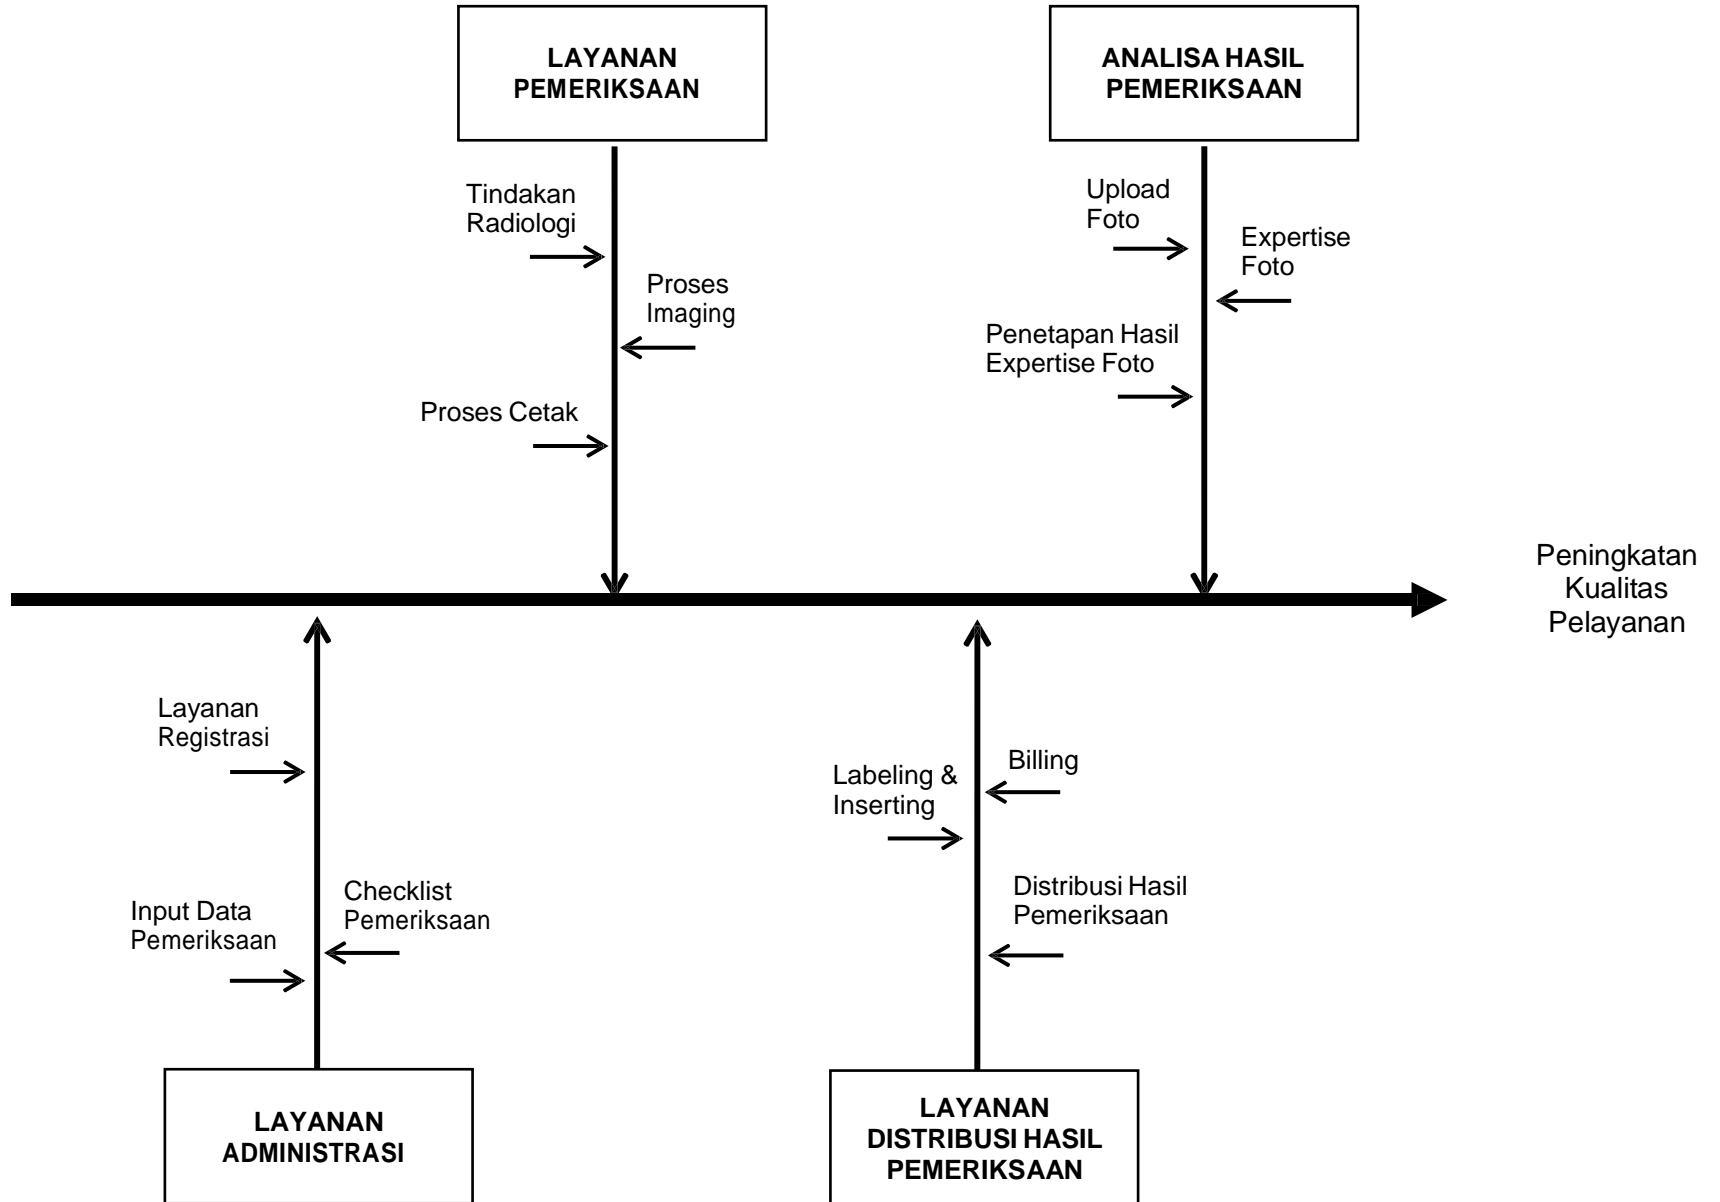 LAYANAN
PEMERIKSAAN
ANALISA HASIL
PEMERIKSAAN
Tindakan
Radiologi
Proses
Imaging
Proses Cetak
Upload
Foto
Expertise
Foto
Penetapan Hasil
Expertise Foto
Peningkatan
Kualitas
Pelayanan
Layanan
Registrasi
Input Data
Pemeriksaan
Checklist
Pemeriksaan
Labeling &
Inserting
Billing
Distribusi Hasil
Pemeriksaan
LAYANAN
ADMINISTRASI
LAYANAN
DISTRIBUSI HASIL
PEMERIKSAAN